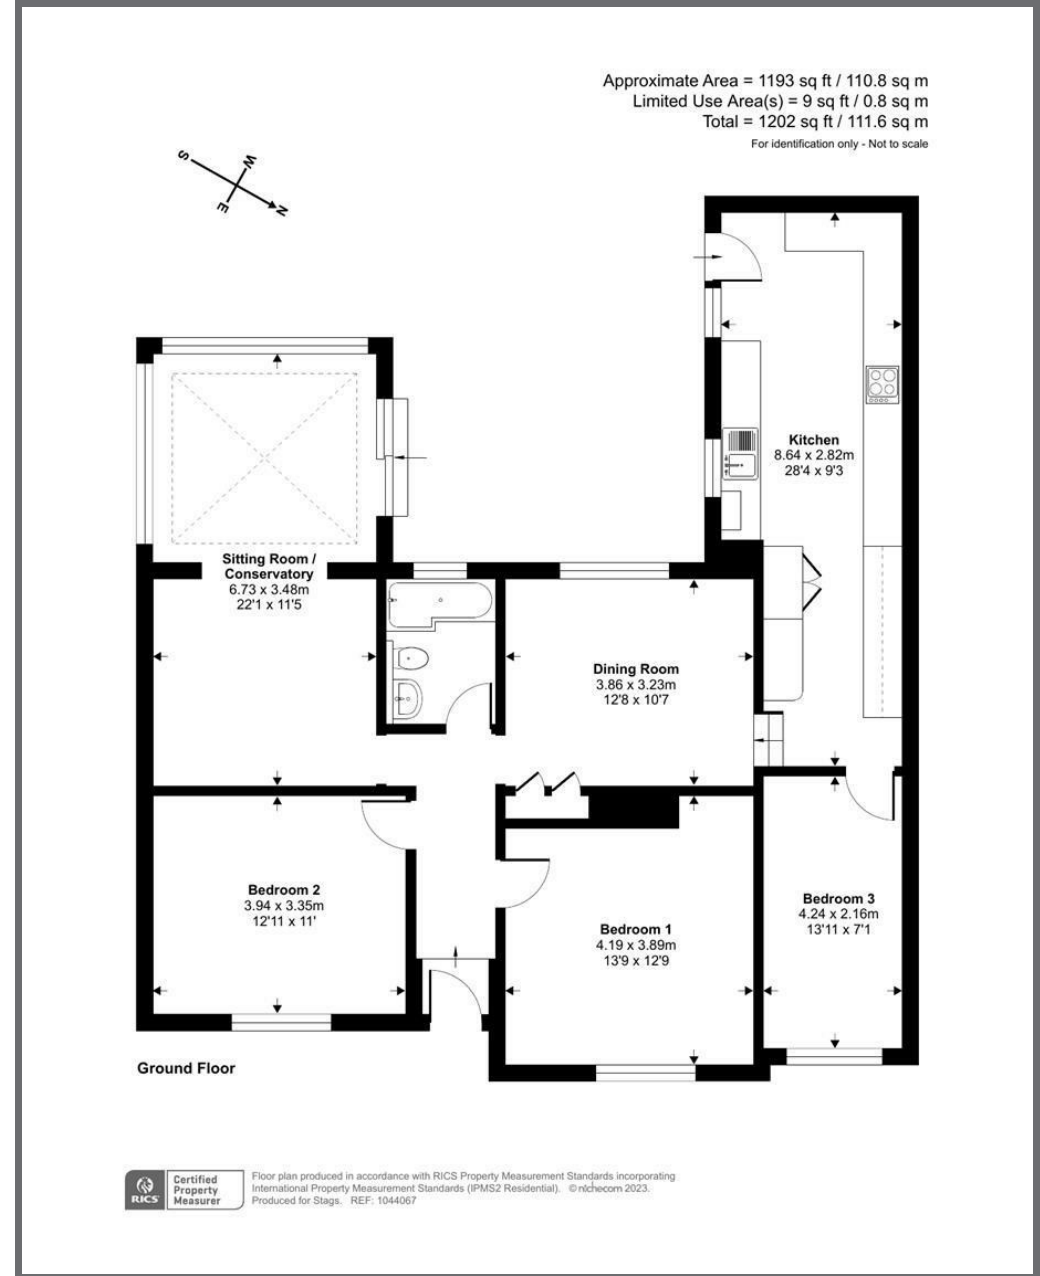 Approximate Area = 1193 sq ft / 110.8 sq m
Limited Use Area(s) = 9 sq ft / 0.8 sq m
Total = 1202 sq ft / 111.6 sq m
For identification only - Not to scale
S
W
E
N
Kitchen
8.64 x 2.82m
28'4 x 9'3
Sitting Room /
Conservatory
6.73 x 3.48m
22'1 x 11'5
Dining Room
3.86 x 3.23m
12'8 x 10'7
Bedroom 2
3.94 x 3.35m
12'11 x 11'
Bedroom 1
4.19 x 3.89m
13'9 x 12'9
Bedroom 3
4.24 x 2.16m
13'11 x 7'1
Ground Floor
RICS
Certified
Property
Measurer
Floor plan produced in accordance with RICS Property Measurement Standards incorporating
International Property Measurement Standards (IPMS2 Residential). © nichecom 2023.
Produced for Stags. REF: 1044067